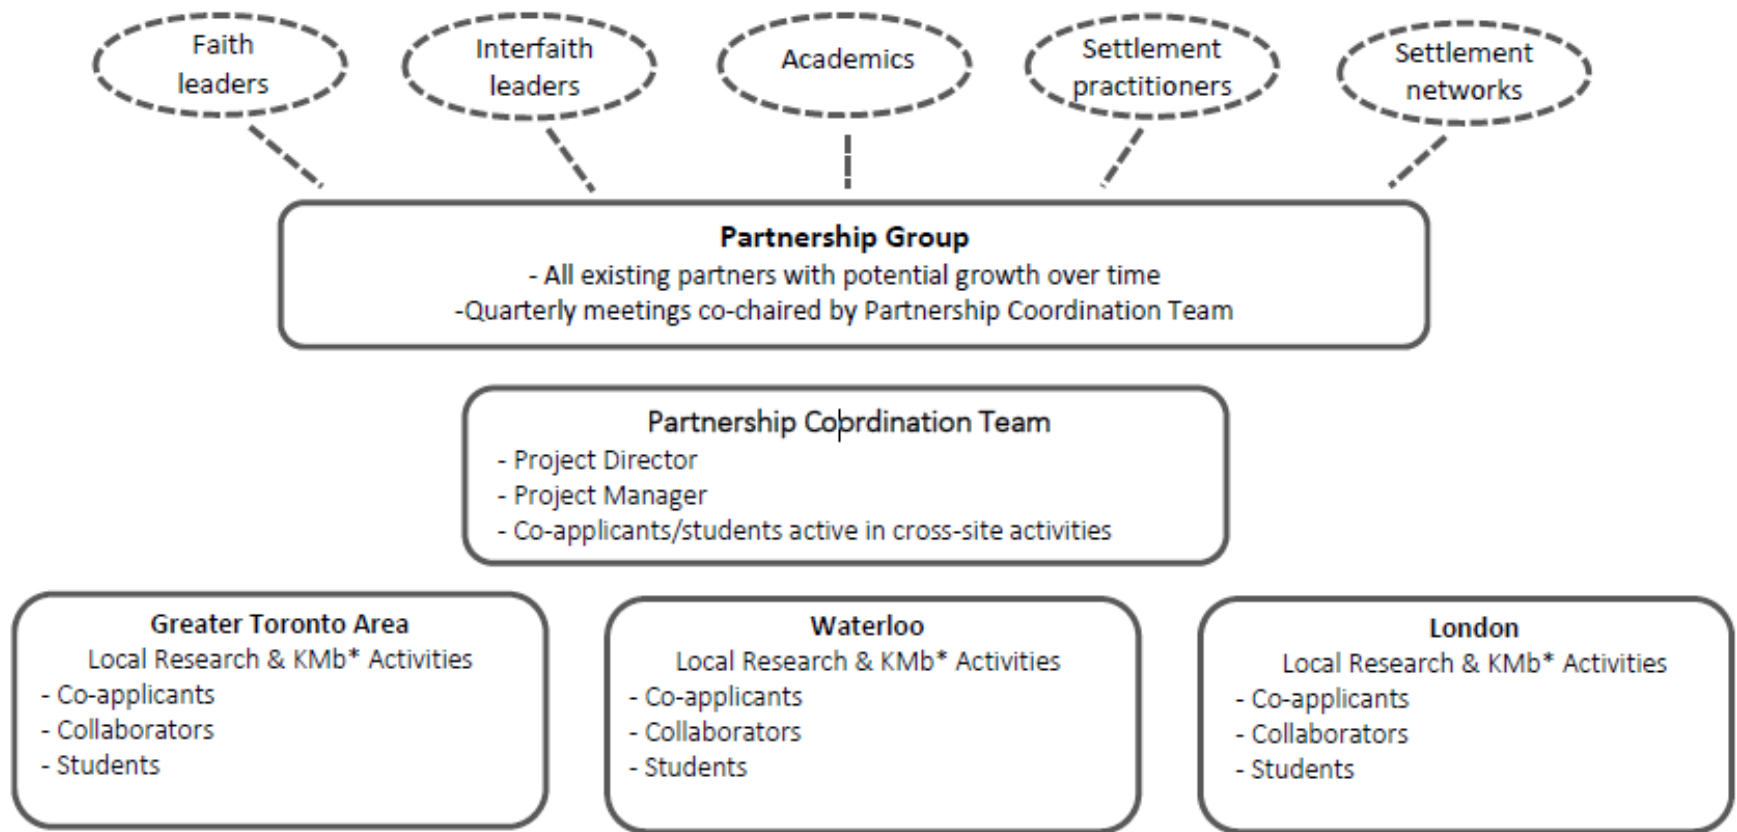 Faith
leaders
Interfaith
leaders
Academics
Settlement
practitioners
Settlement
networks
Partnership Group
- All existing partners with potential growth over time
-Quarterly meetings co-chaired by Partnership Coordination Team
Partnership Coordination Team
- Project Director
- Project Manager
- Co-applicants/students active in cross-site activities
Greater Toronto Area
Local Research & KMb* Activities
- Co-applicants
- Collaborators
- Students
Waterloo
Local Research & KMb* Activities
- Co-applicants
- Collaborators
- Students
London
Local Research & KMb* Activities
- Co-applicants
- Collaborators
- Students